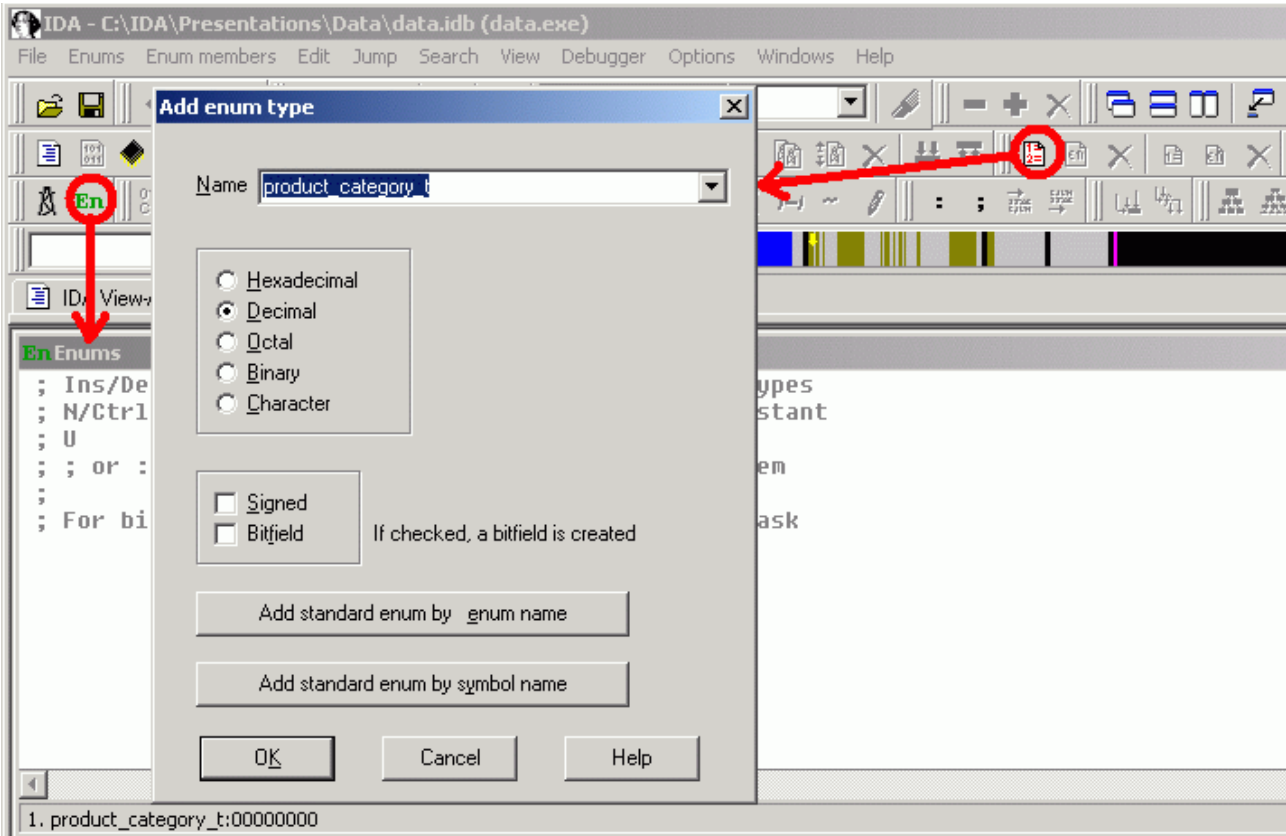 IDA - C:\IDA\Presentations\Data\data.idb (data.exe)
File Enums Enum members Edit Jump Search View Debugger Options Windows Help
Add enum type
Name product_category_t
En
Hexadecimal
IDA View-
Decimal
Octal
Binary
Character
En Enums
; Ins/De
ypes
; N/Ctrl
stant
; U
; ; or :
em
;
; For bi
ask
Signed
Bitfield If checked, a bitfield is created
Add standard enum by enum name
Add standard enum by symbol name
OK Cancel Help
1. product_category_t:00000000